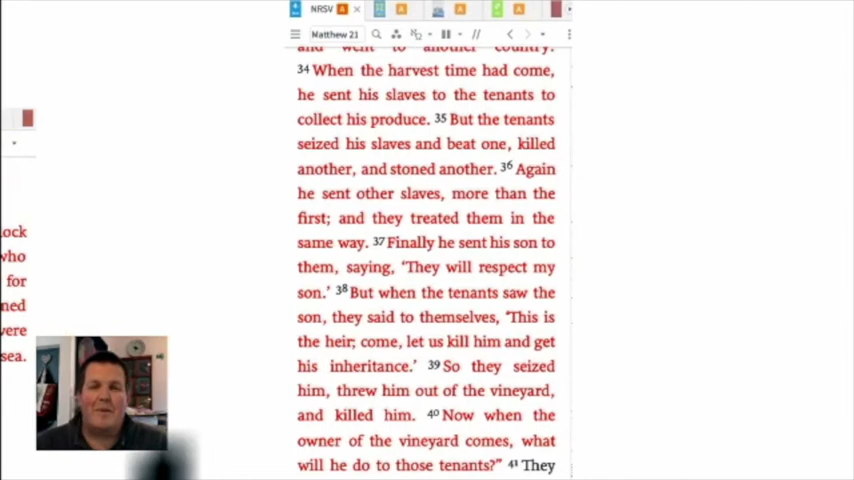 NRSV A
A
A
A
Matthew 21
and went to another country.
34 When the harvest time had come,
he sent his slaves to the tenants to
collect his produce. 35 But the tenants
seized his slaves and beat one, killed
another, and stoned another. 36 Again
he sent other slaves, more than the
first; and they treated them in the
same way. 37 Finally he sent his son to
them, saying, ‘They will respect my
son.’ 38 But when the tenants saw the
son, they said to themselves, ‘This is
the heir; come, let us kill him and get
his inheritance.’ 39 So they seized
him, threw him out of the vineyard,
and killed him. 40 Now when the
owner of the vineyard comes, what
will he do to those tenants?” 41 They
ock
who
for
ned
were
sea.